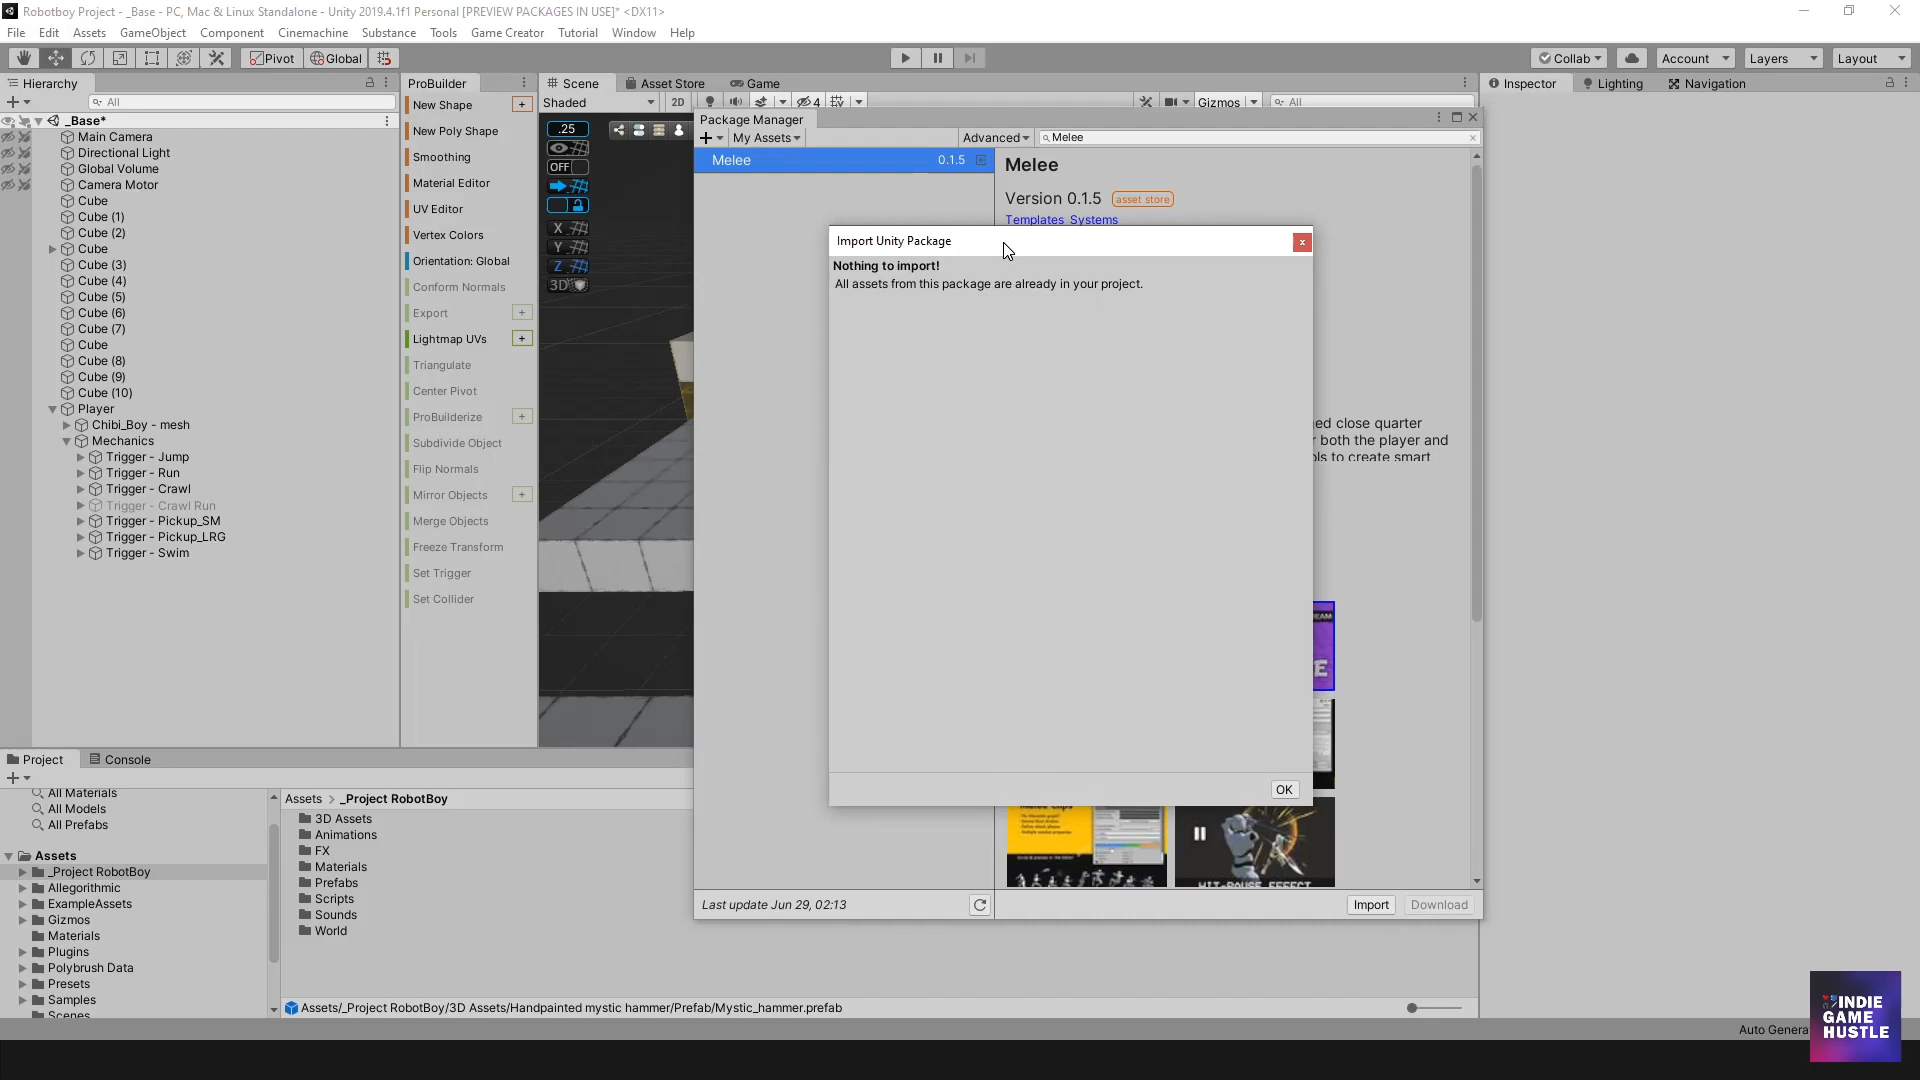 Robotboy Project - _Base - PC, Mac & Linux Standalone - Unity 2019.4.1f1 Personal [PREVIEW PACKAGES IN USE]* <DX11>
File Edit Assets GameObject Component Cinemachine Substance Tools Game Creator Tutorial Window Help
Pivot Global Collab Account Layers Layout
Hierarchy
All
_Base*
Main Camera
Directional Light
Global Volume
Camera Motor
Cube
Cube (1)
Cube (2)
Cube
Cube (3)
Cube (4)
Cube (5)
Cube (6)
Cube (7)
Cube
Cube (8)
Cube (9)
Cube (10)
Player
Chibi_Boy - mesh
Mechanics
Trigger - Jump
Trigger - Run
Trigger - Crawl
Trigger - Crawl Run
Trigger - Pickup_SM
Trigger - Pickup_LRG
Trigger - Swim
ProBuilder
New Shape +
New Poly Shape
Smoothing
Material Editor
UV Editor
Vertex Colors
Orientation: Global
Conform Normals
Export +
Lightmap UVs +
Triangulate
Center Pivot
ProBuilderize +
Subdivide Object
Flip Normals
Mirror Objects +
Merge Objects
Freeze Transform
Set Trigger
Set Collider
Scene Asset Store Game
Shaded 2D 4 Gizmos All
.25
OFF
X
Y
Z
3D
Package Manager
My Assets Advanced Melee
Melee 0.1.5
Melee
Version 0.1.5 asset store
Templates Systems
Import Unity Package x
Nothing to import!
All assets from this package are already in your project.
OK
close quarter
both the player and
to create smart
HIT-PAUSE EFFECT
Last update Jun 29, 02:13
Import Download
Inspector Lighting Navigation
Project Console
All Materials
All Models
All Prefabs
Assets
_Project RobotBoy
Allegorithmic
ExampleAssets
Gizmos
Materials
Plugins
Polybrush Data
Presets
Samples
Scenes
Assets > _Project RobotBoy
3D Assets
Animations
FX
Materials
Prefabs
Scripts
Sounds
World
Assets/_Project RobotBoy/3D Assets/Handpainted mystic hammer/Prefab/Mystic_hammer.prefab
Auto Genera
INDIE
GAME
HUSTLE